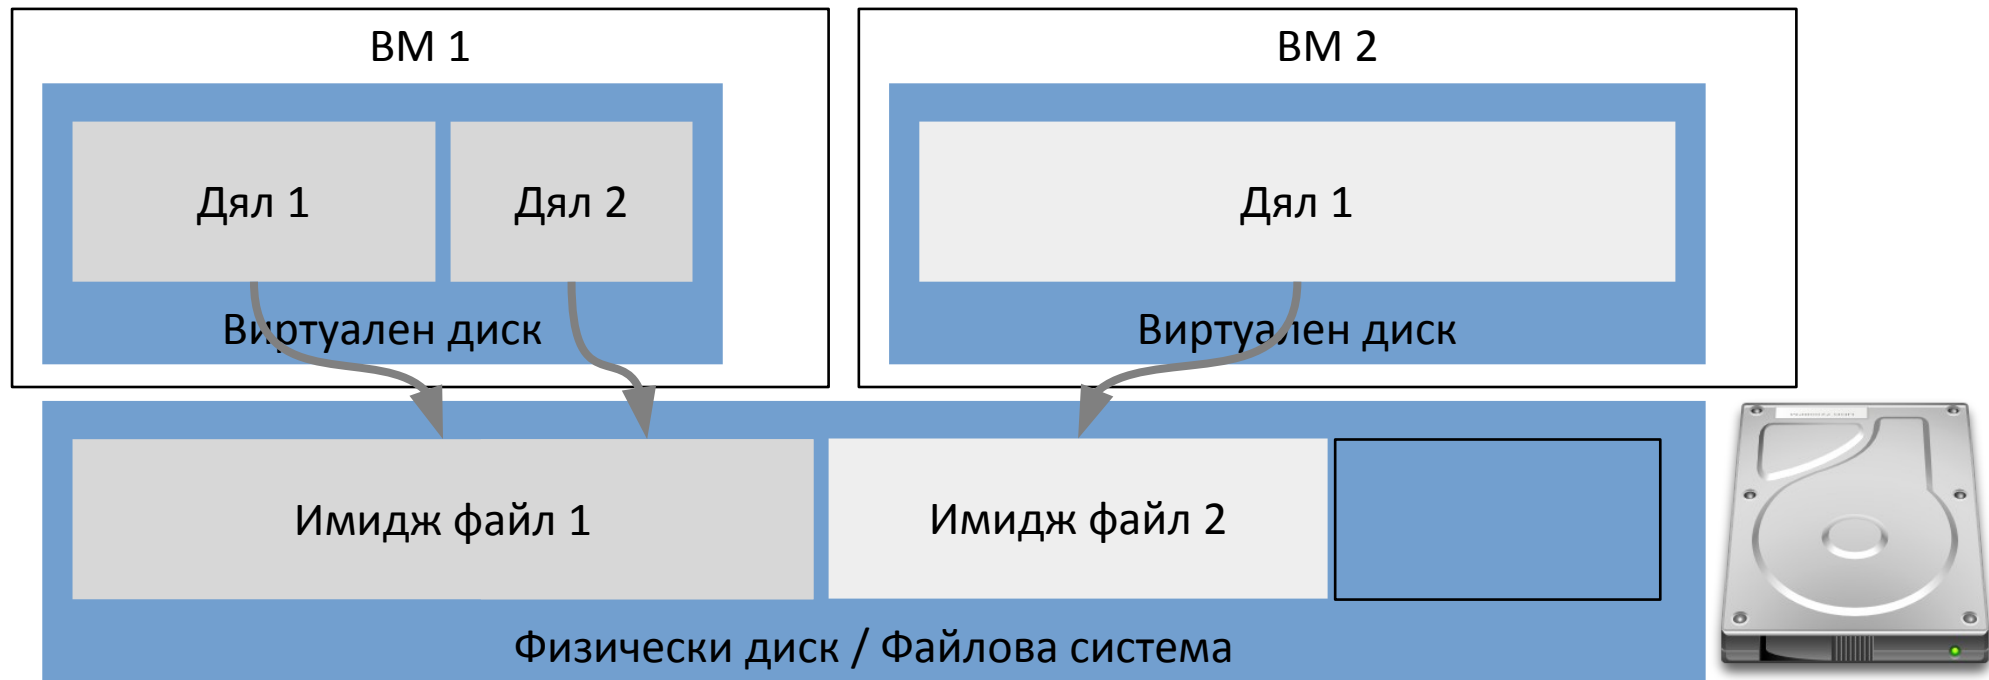 ВМ 1
ВМ 2
Дял 1
Дял 2
Дял 1
Виртуален диск
Виртуален диск
Имидж файл 1
Имидж файл 2
Физически диск / Файлова система